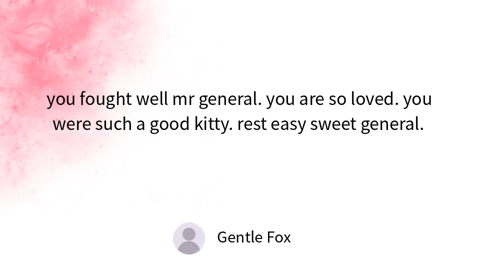 you fought well mr general. you are so loved. you
were such a good kitty. rest easy sweet general.
Gentle Fox